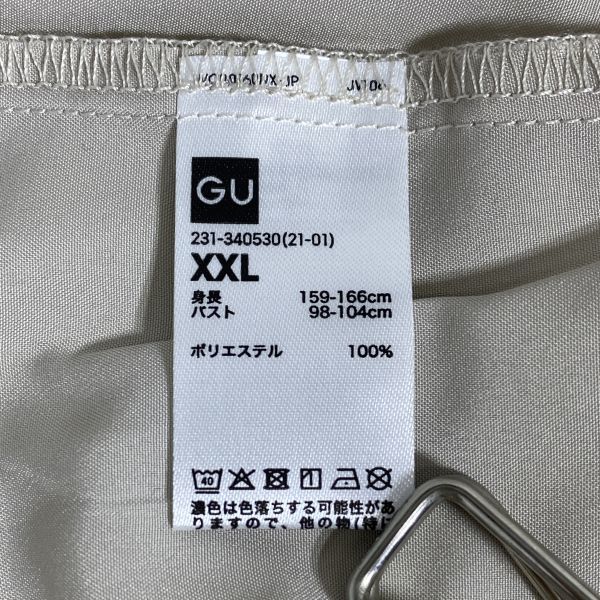 GU
231-340530(21-01)
XXL
身長 159-166cm
バスト 98-104cm
ポリエステル 100%
40
濃色は色落ちする可能性があ
りますので、他の物(特に